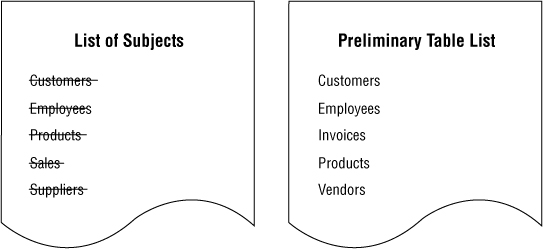 List of Subjects
Customers
Employees
Products
Sales
Suppliers
Preliminary Table List
Customers
Employees
Invoices
Products
Vendors